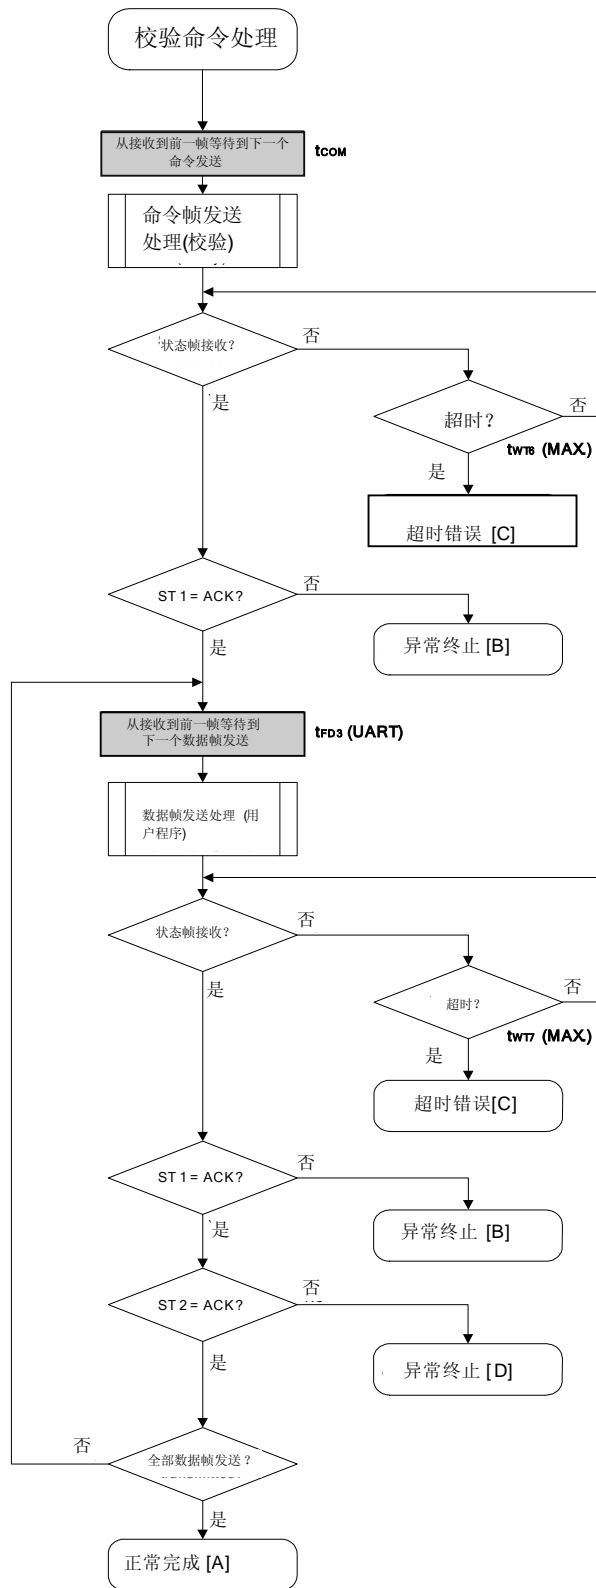 校验命令处理
从接收到前一帧等待到下一个
命令发送
tCOM
命令帧发送
处理(校验)
状态帧接收?
否
是
超时?
否
tWT6 (MAX.)
是
超时错误 [C]
ST1= ACK?
否
是
异常终止 [B]
从接收到前一帧等待到
下一个数据帧发送
tFD3 (UART)
数据帧发送处理 (用
户程序)
状态帧接收?
否
是
超时?
否
tWT7 (MAX.)
是
超时错误[C]
ST1= ACK?
否
是
异常终止 [B]
ST2= ACK?
否
是
异常终止 [D]
否
全部数据帧发送?
是
正常完成 [A]